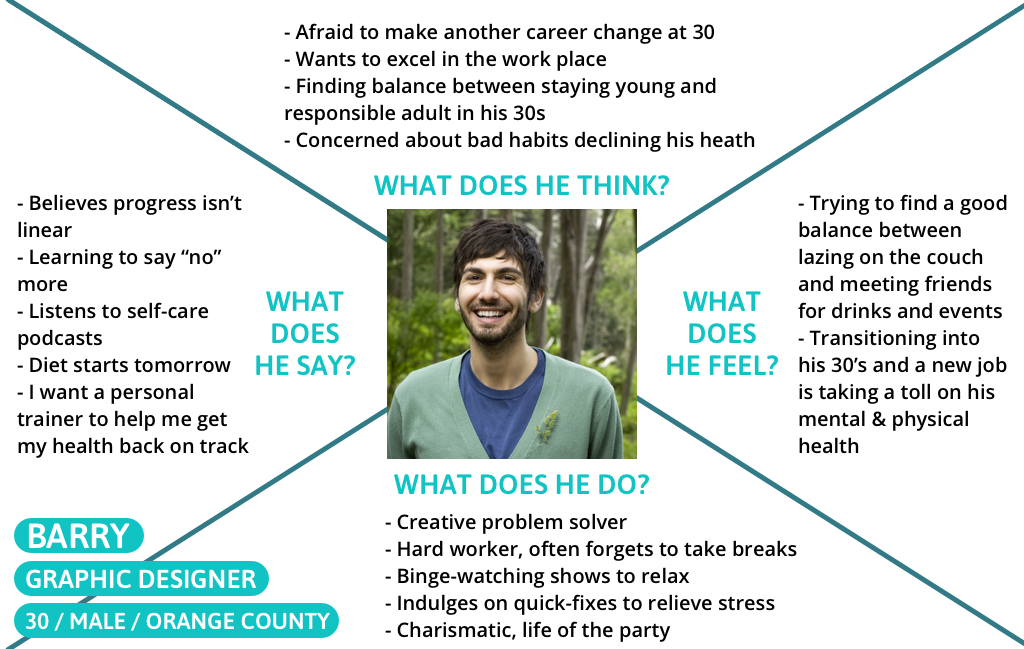 - Afraid to make another career change at 30
- Wants to excel in the work place
- Finding balance between staying young and
responsible adult in his 30s
- Concerned about bad habits declining his heath
WHAT DOES HE THINK?
- Believes progress isn’t
linear
- Learning to say “no”
more
- Listens to self-care
podcasts
- Diet starts tomorrow
- I want a personal
trainer to help me get
my health back on track
WHAT
DOES
HE SAY?
WHAT
DOES
HE FEEL?
- Trying to find a good
balance between
lazing on the couch
and meeting friends
for drinks and events
- Transitioning into
his 30’s and a new job
is taking a toll on his
mental & physical
health
WHAT DOES HE DO?
- Creative problem solver
- Hard worker, often forgets to take breaks
- Binge-watching shows to relax
- Indulges on quick-fixes to relieve stress
- Charismatic, life of the party
BARRY
GRAPHIC DESIGNER
30 / MALE / ORANGE COUNTY